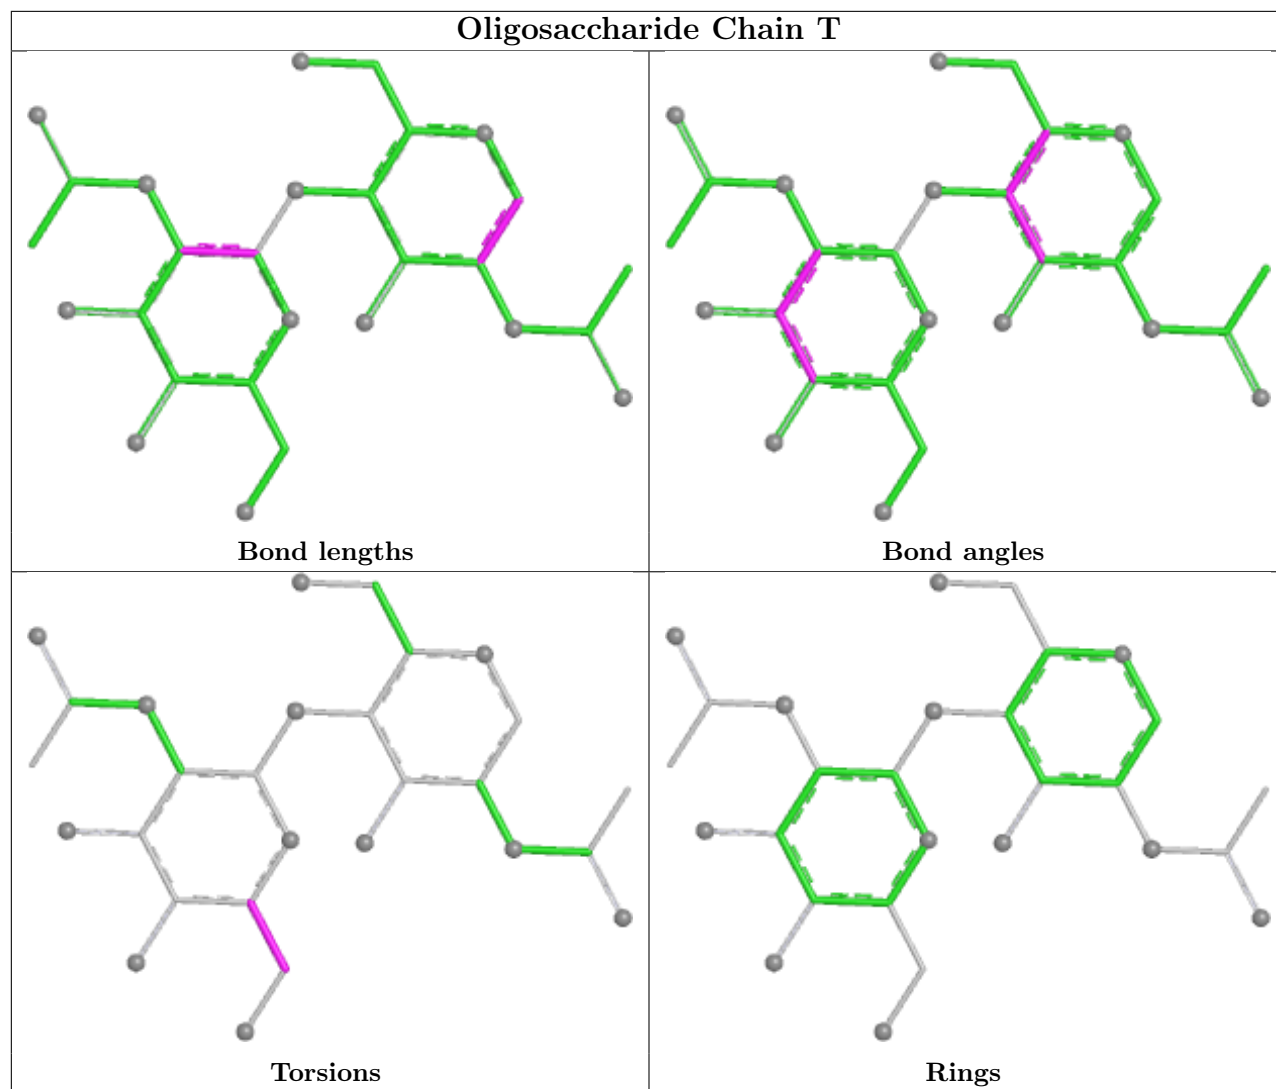 Oligosaccharide Chain T
Bond lengths
Bond angles
Torsions
Rings